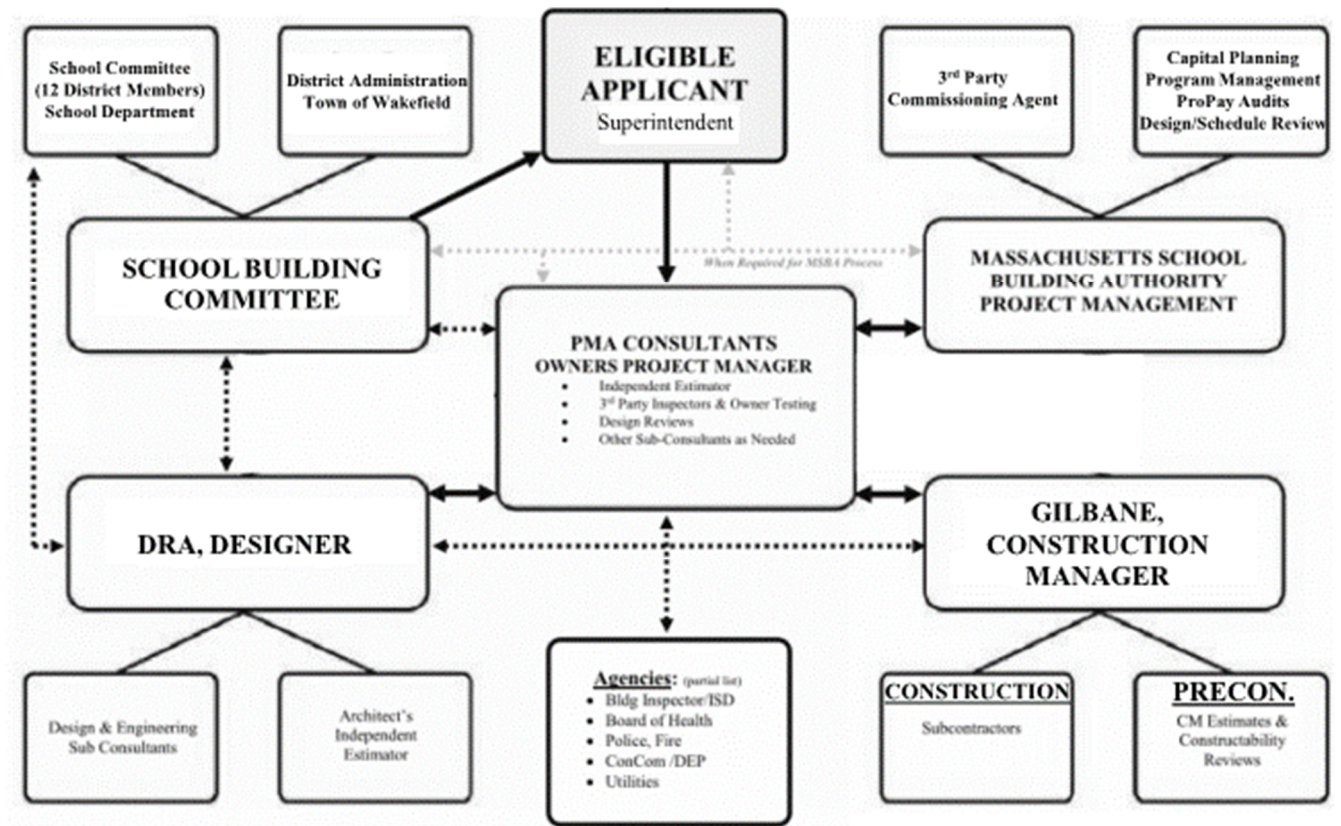 School Committee
(12 District Members)
School Department
District Administration
Town of Wakefield
ELIGIBLE
APPLICANT
Superintendent
3rd Party
Commissioning Agent
Capital Planning
Program Management
ProPay Audits
Design/Schedule Review
SCHOOL BUILDING
COMMITTEE
When Required for MSBA Process
MASSACHUSETTS SCHOOL
BUILDING AUTHORITY
PROJECT MANAGEMENT
PMA CONSULTANTS
OWNERS PROJECT MANAGER
• Independent Estimator
• 3rd Party Inspectors & Owner Testing
• Design Reviews
• Other Sub-Consultants as Needed
DRA, DESIGNER
GILBANE,
CONSTRUCTION
MANAGER
Design & Engineering
Sub Consultants
Architect's
Independent
Estimator
Agencies: (partial list)
• Bldg Inspector/ISD
• Board of Health
• Police, Fire
• ConCom /DEP
• Utilities
CONSTRUCTION
Subcontractors
PRECON.
CM Estimates &
Constructability
Reviews